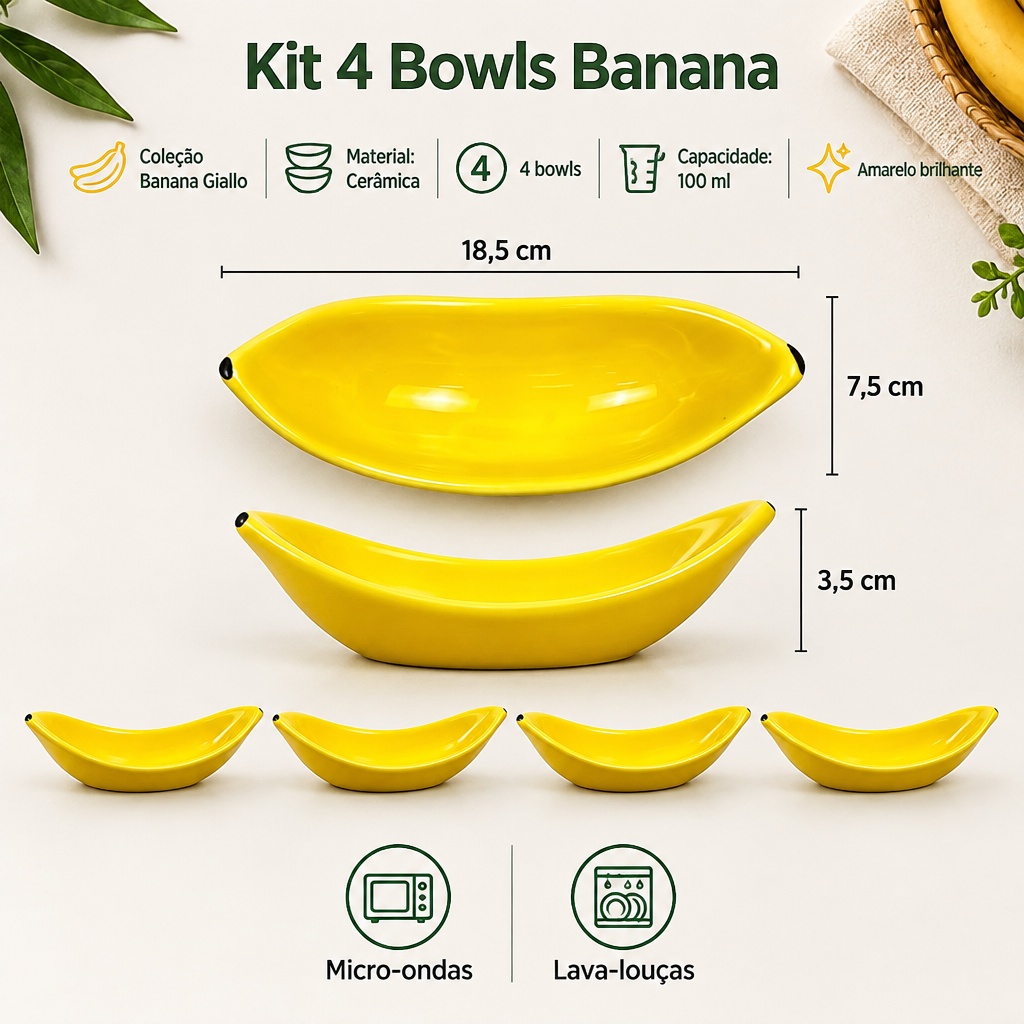 Kit 4 Bowls Banana
Coleção
Banana Giallo
Material:
Cerâmica
4
4 bowls
Capacidade:
100 ml
Amarelo brilhante
18,5 cm
7,5 cm
3,5 cm
Micro-ondas
Lava-louças